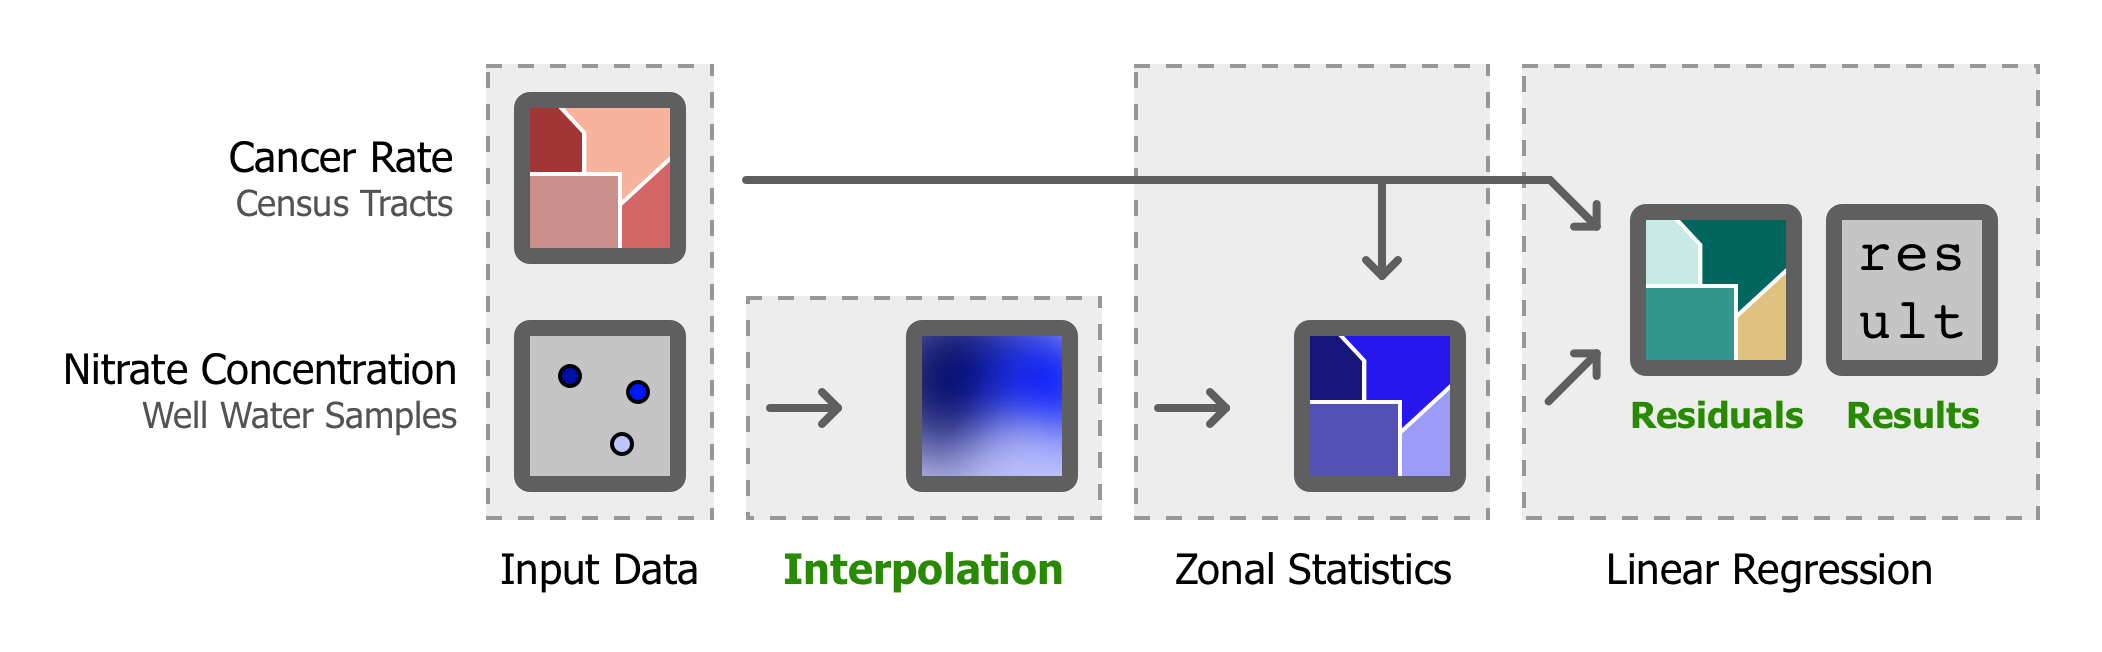 Cancer Rate
Census Tracts
Nitrate Concentration
Well Water Samples
res
ult
Residuals
Results
Input Data
Interpolation
Zonal Statistics
Linear Regression